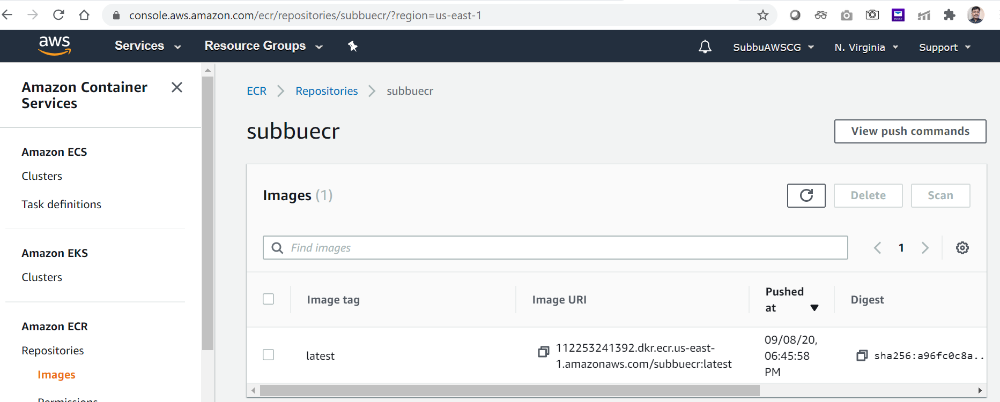 console.aws.amazon.com/ecr/repositories/subbuecr/?region=us-east-1
YAHOO!
aws
Services
Resource Groups
SubbuAWSCG
N. Virginia
Support
Amazon Container
Services
Amazon ECS
Clusters
Task definitions
Amazon EKS
Clusters
Amazon ECR
Repositories
Images
Permissions
ECR
Repositories
subbuecr
subbuecr
View push commands
Images (1)
Delete
Scan
Find images
1
Image tag
Image URI
Pushed
at
Digest
latest
112253241392.dkr.ecr.us-east-
1.amazonaws.com/subbuecr:latest
09/08/20,
06:45:58
PM
sha256:a96fc0c8a..